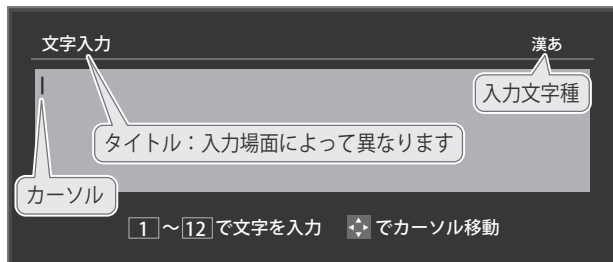 文字入力 漢あ
入力文字種
タイトル：入力場面によって異なります
カーソル
1～12で文字を入力 でカーソル移動